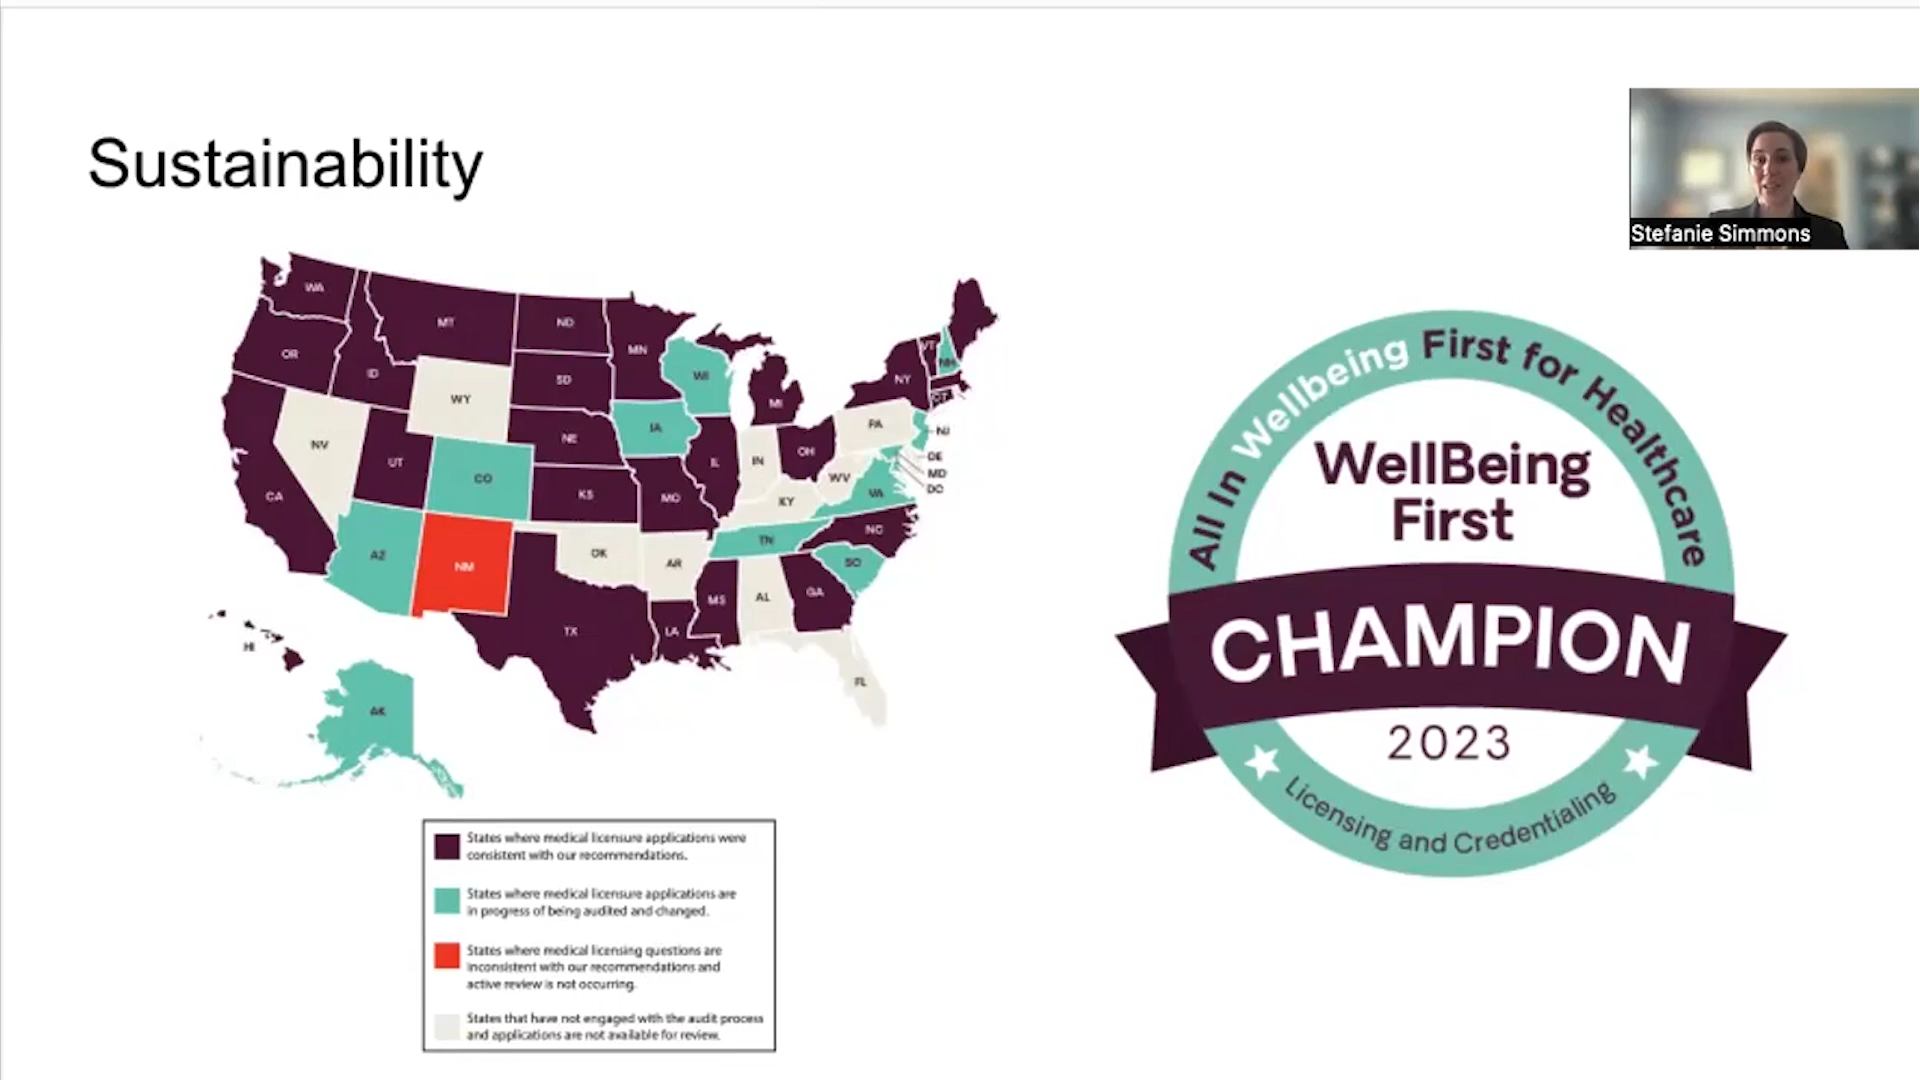 Sustainability
Stefanie Simmons
WA
MT
ND
MN
OR
ID
SD
WI
MI
NY
VT
NH
CT
WY
NE
IA
PA
NJ
NV
UT
CO
IL
IN
OH
DE
MD
DC
CA
KS
MO
KY
WV
VA
AZ
NM
OK
AR
TN
NC
SC
TX
LA
MS
AL
GA
HI
AK
FL
States where medical licensure applications were
consistent with our recommendations.
States where medical licensure applications are
in progress of being audited and changed.
States where medical licensing questions are
inconsistent with our recommendations and
active review is not occurring.
States that have not engaged with the audit process
and applications are not available for review.
All In Wellbeing First for Healthcare
WellBeing
First
CHAMPION
2023
Licensing and Credentialing